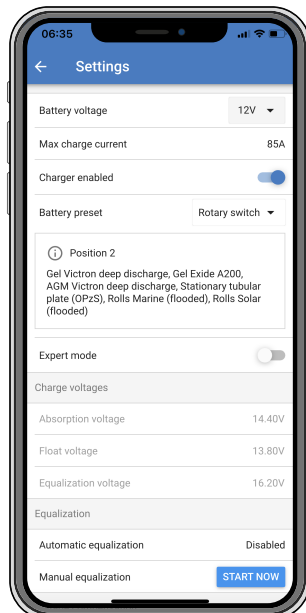 06:35
Settings
Battery voltage 12V
Max charge current 85A
Charger enabled
Battery preset Rotary switch
Position 2
Gel Victron deep discharge, Gel Exide A200,
AGM Victron deep discharge, Stationary tubular
plate (OPzS), Rolls Marine (flooded), Rolls Solar
(flooded)
Expert mode
Charge voltages
Absorption voltage 14.40V
Float voltage 13.80V
Equalization voltage 16.20V
Equalization
Automatic equalization Disabled
Manual equalization START NOW